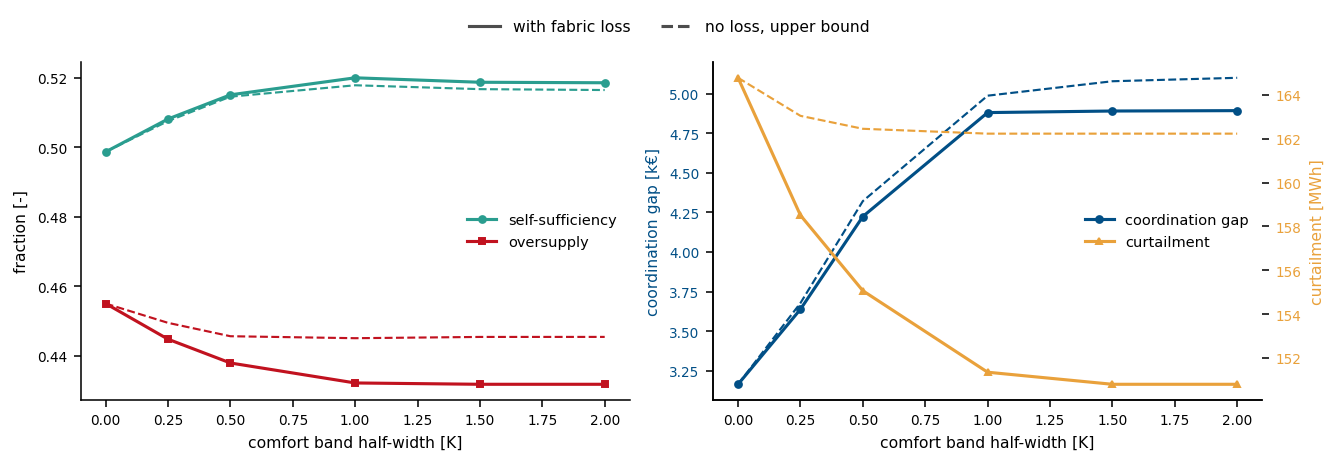 with fabric loss
no loss, upper bound
fraction [-]
0.52
0.50
0.48
0.46
0.44
self-sufficiency
oversupply
0.00 0.25 0.50 0.75 1.00 1.25 1.50 1.75 2.00
comfort band half-width [K]
coordination gap [k€]
5.00
4.75
4.50
4.25
4.00
3.75
3.50
3.25
coordination gap
curtailment
164
162
160
158
156
154
152
curtailment [MWh]
0.00 0.25 0.50 0.75 1.00 1.25 1.50 1.75 2.00
comfort band half-width [K]